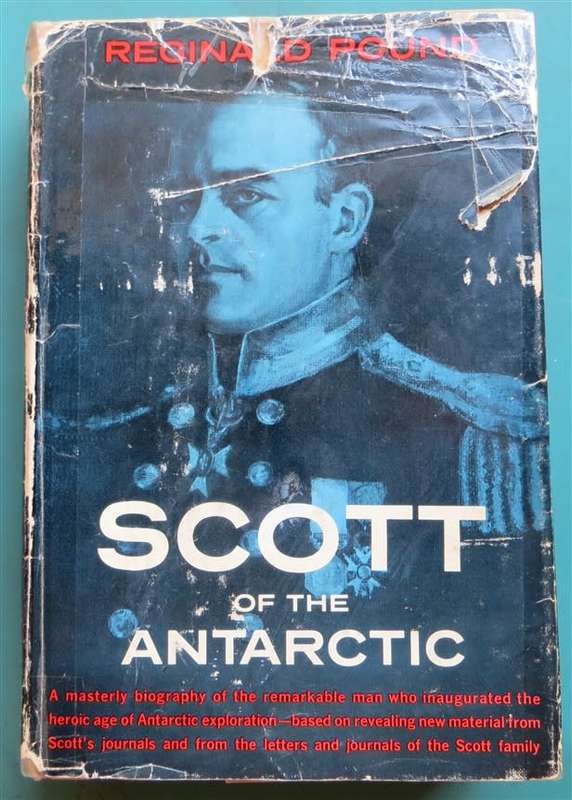 REGINALD POUND
SCOTT
OF THE
ANTARCTIC
A masterly biography of the remarkable man who inaugurated the
heroic age of Antarctic exploration—based on revealing new material from
Scott's journals and from the letters and journals of the Scott family